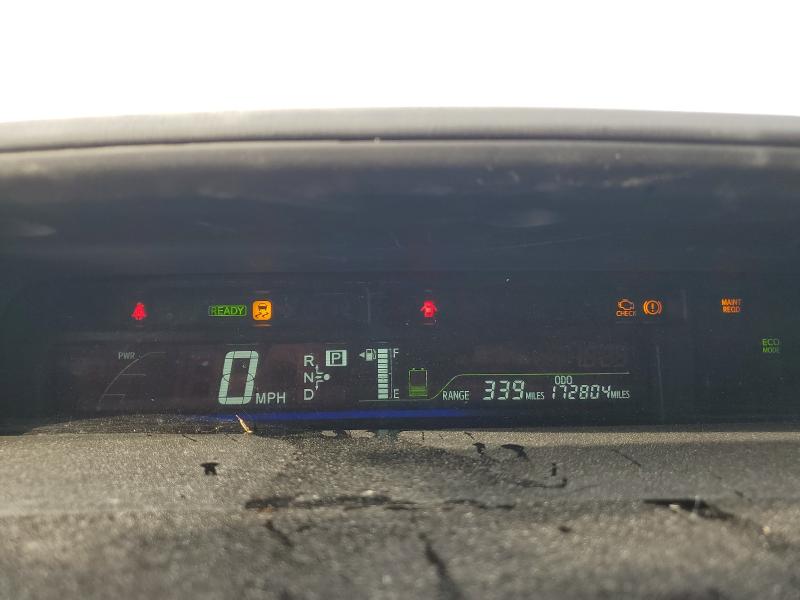 READY
CHECK
MAINT
REQD
ECO
MODE
PWR
0 MPH
R
N
D
P
F
E
RANGE 339 MILES
ODO
172804 MILES